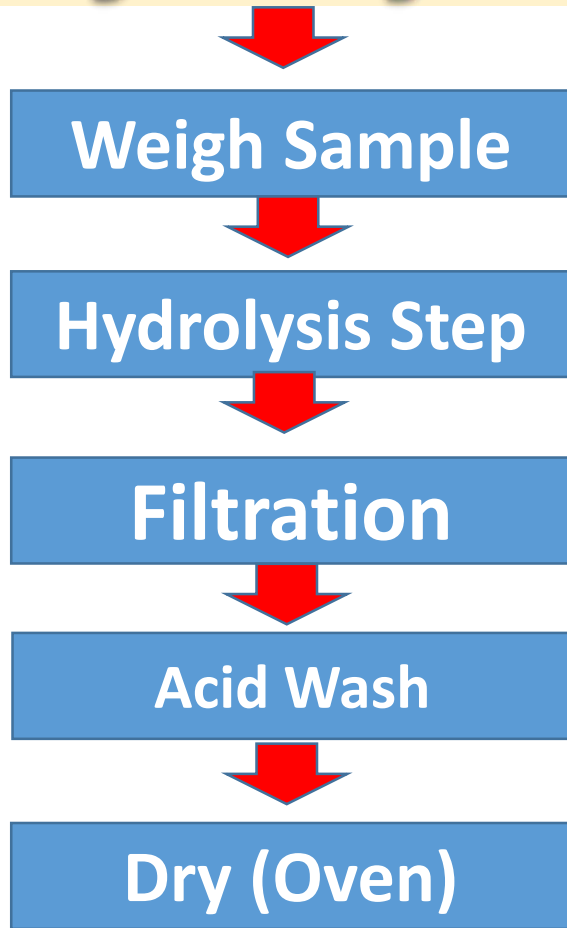 Weigh Sample
Hydrolysis Step
Filtration
Acid Wash
Dry (Oven)